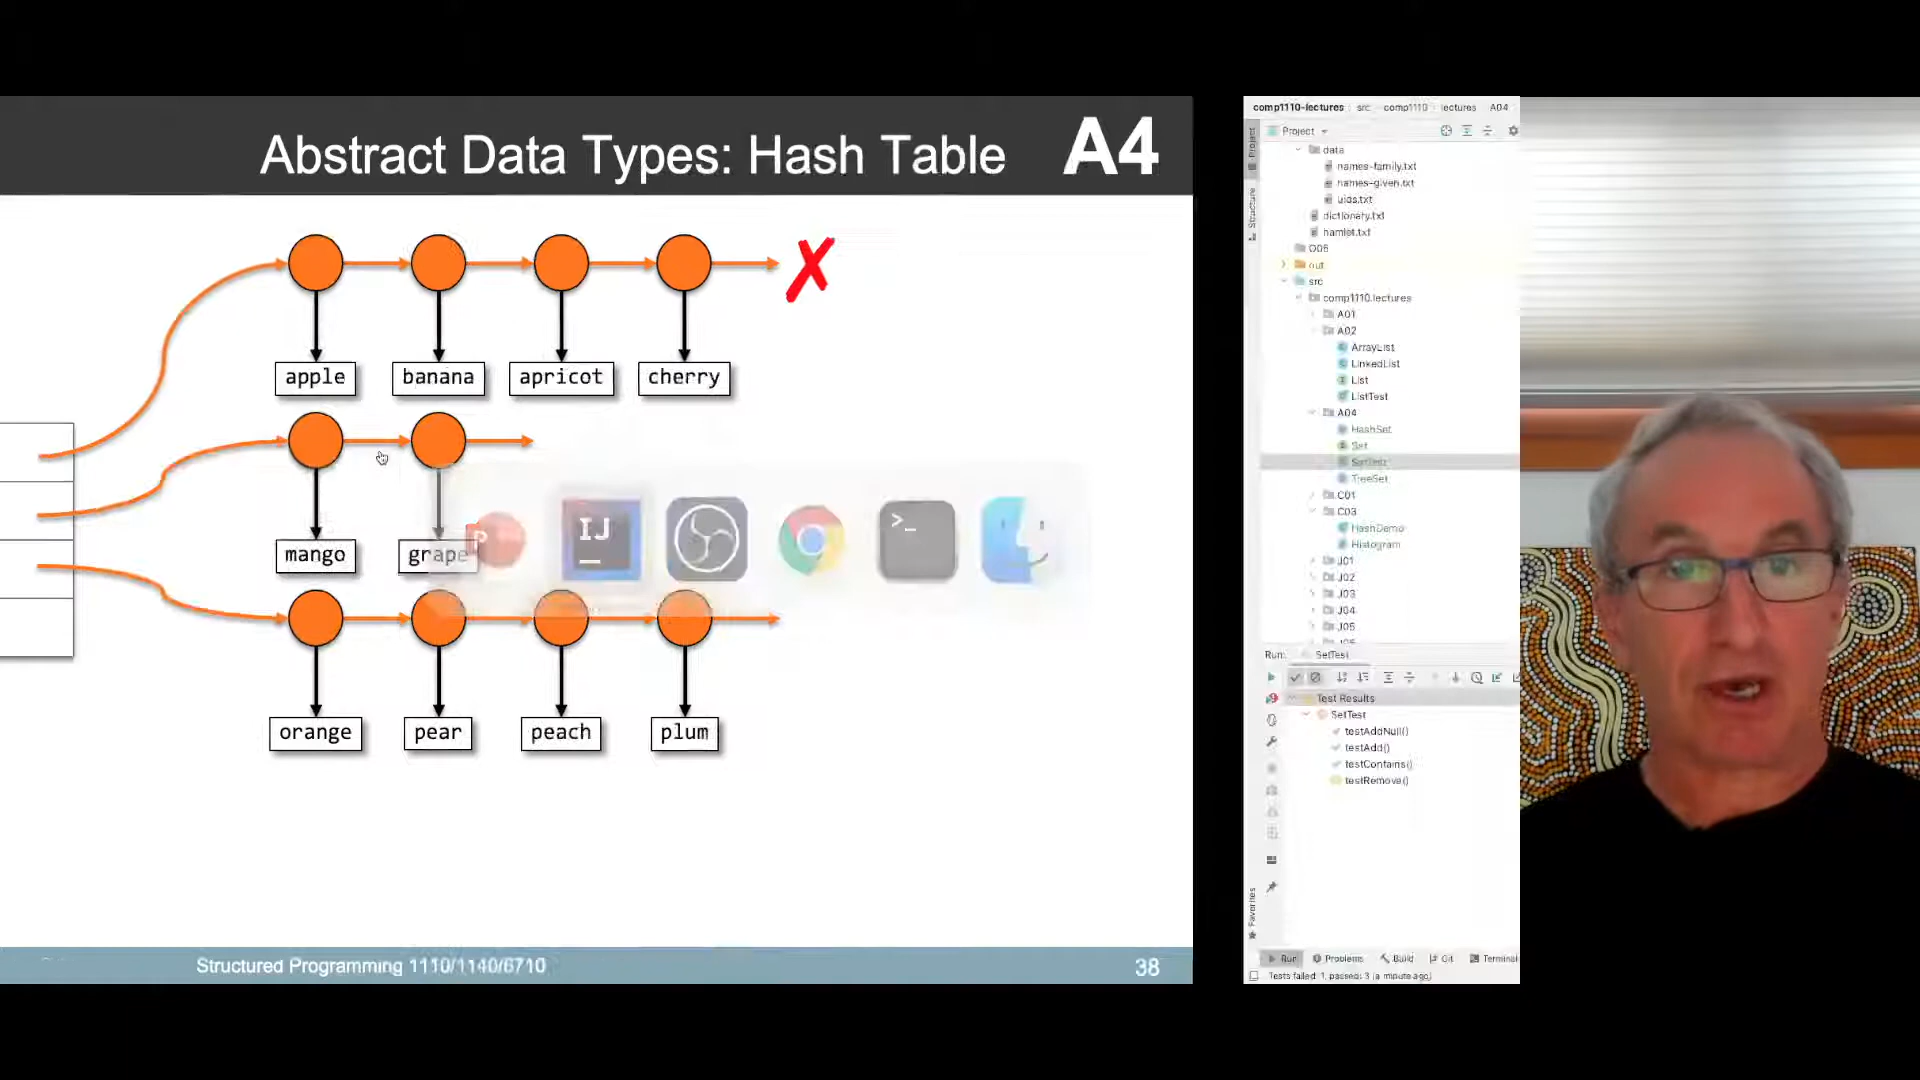 Abstract Data Types: Hash Table
A4
apple
banana
apricot
cherry
mango
grape
orange
pear
peach
plum
IJ
>_
Structured Programming 1110/1140/6710
38
comp1110-lectures src comp1110 lectures A04
Project
Project
Structure
data
names-family.txt
names-given.txt
uids.txt
dictionary.txt
hamlet.txt
out
src
comp1110.lectures
A01
A02
ArrayList
LinkedList
List
ListTest
A04
HashSet
Set
SetTest
TreeSet
C01
C03
HashDemo
Histogram
J01
J02
J03
J04
J05
Run: SetTest
Test Results
SetTest
testAddNull()
testAdd()
testContains()
testRemove()
Favorites
Run Problems Build Git Terminal
Tests failed: 1, passed: 3 (a minute ago)